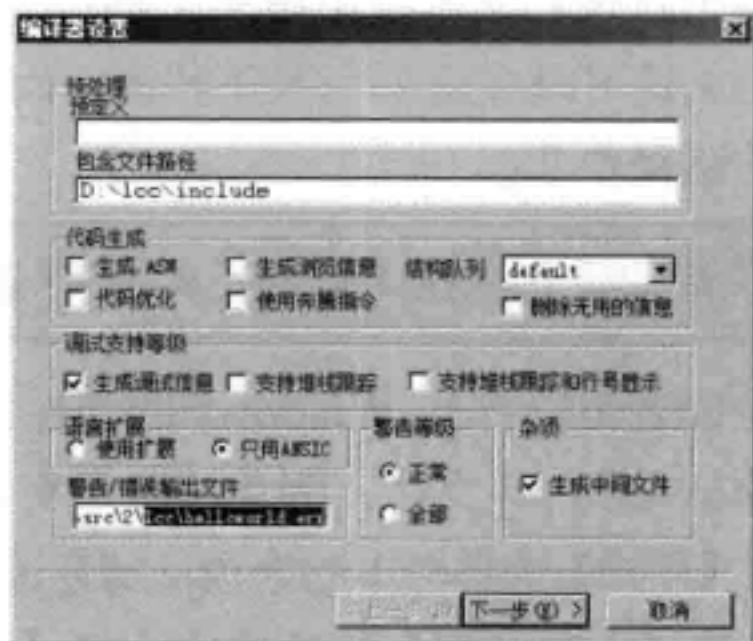 编译器设置
预处理
预定义
包含文件路径
D:\lcc\include
代码生成
生成.ASM 生成浏览信息 结构队列 default
代码优化 使用奔腾指令 删除无用的信息
调试支持等级
生成调试信息 支持堆栈跟踪 支持堆栈跟踪和行号显示
语言扩展 警告等级 杂项
使用扩展 只用ANSIC 正常 生成中间文件
警告/错误输出文件
src\2\lcc\helloworld.err 全部
下一步(N) > 取消